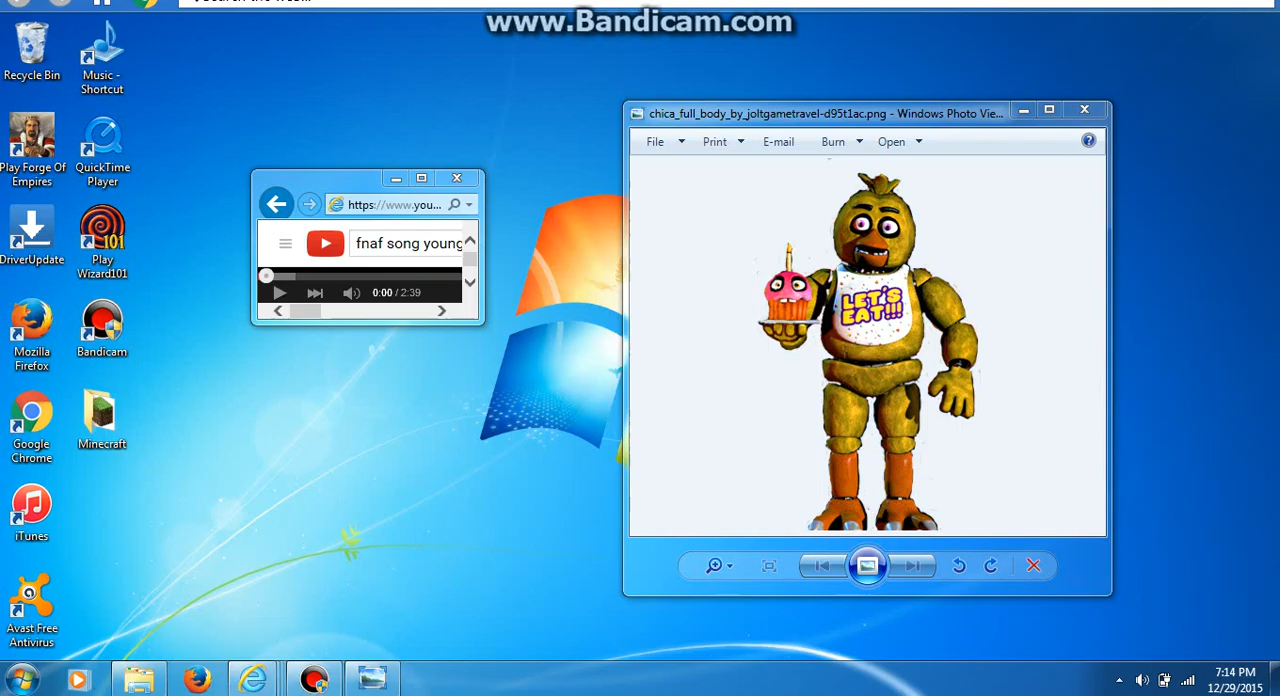 www.Bandicam.com
Recycle Bin
Music -
Shortcut
Play Forge Of
Empires
QuickTime
Player
DriverUpdate
101
Play
Wizard101
Mozilla
Firefox
Bandicam
Google
Chrome
Minecraft
iTunes
Avast Free
Antivirus
https://www.you...
fnaf song young
0:00 / 2:39
chica_full_body_by_joltgametravel-d95t1ac.png - Windows Photo Vie...
File Print E-mail Burn Open
LET'S
EAT!!!
7:14 PM
12/29/2015